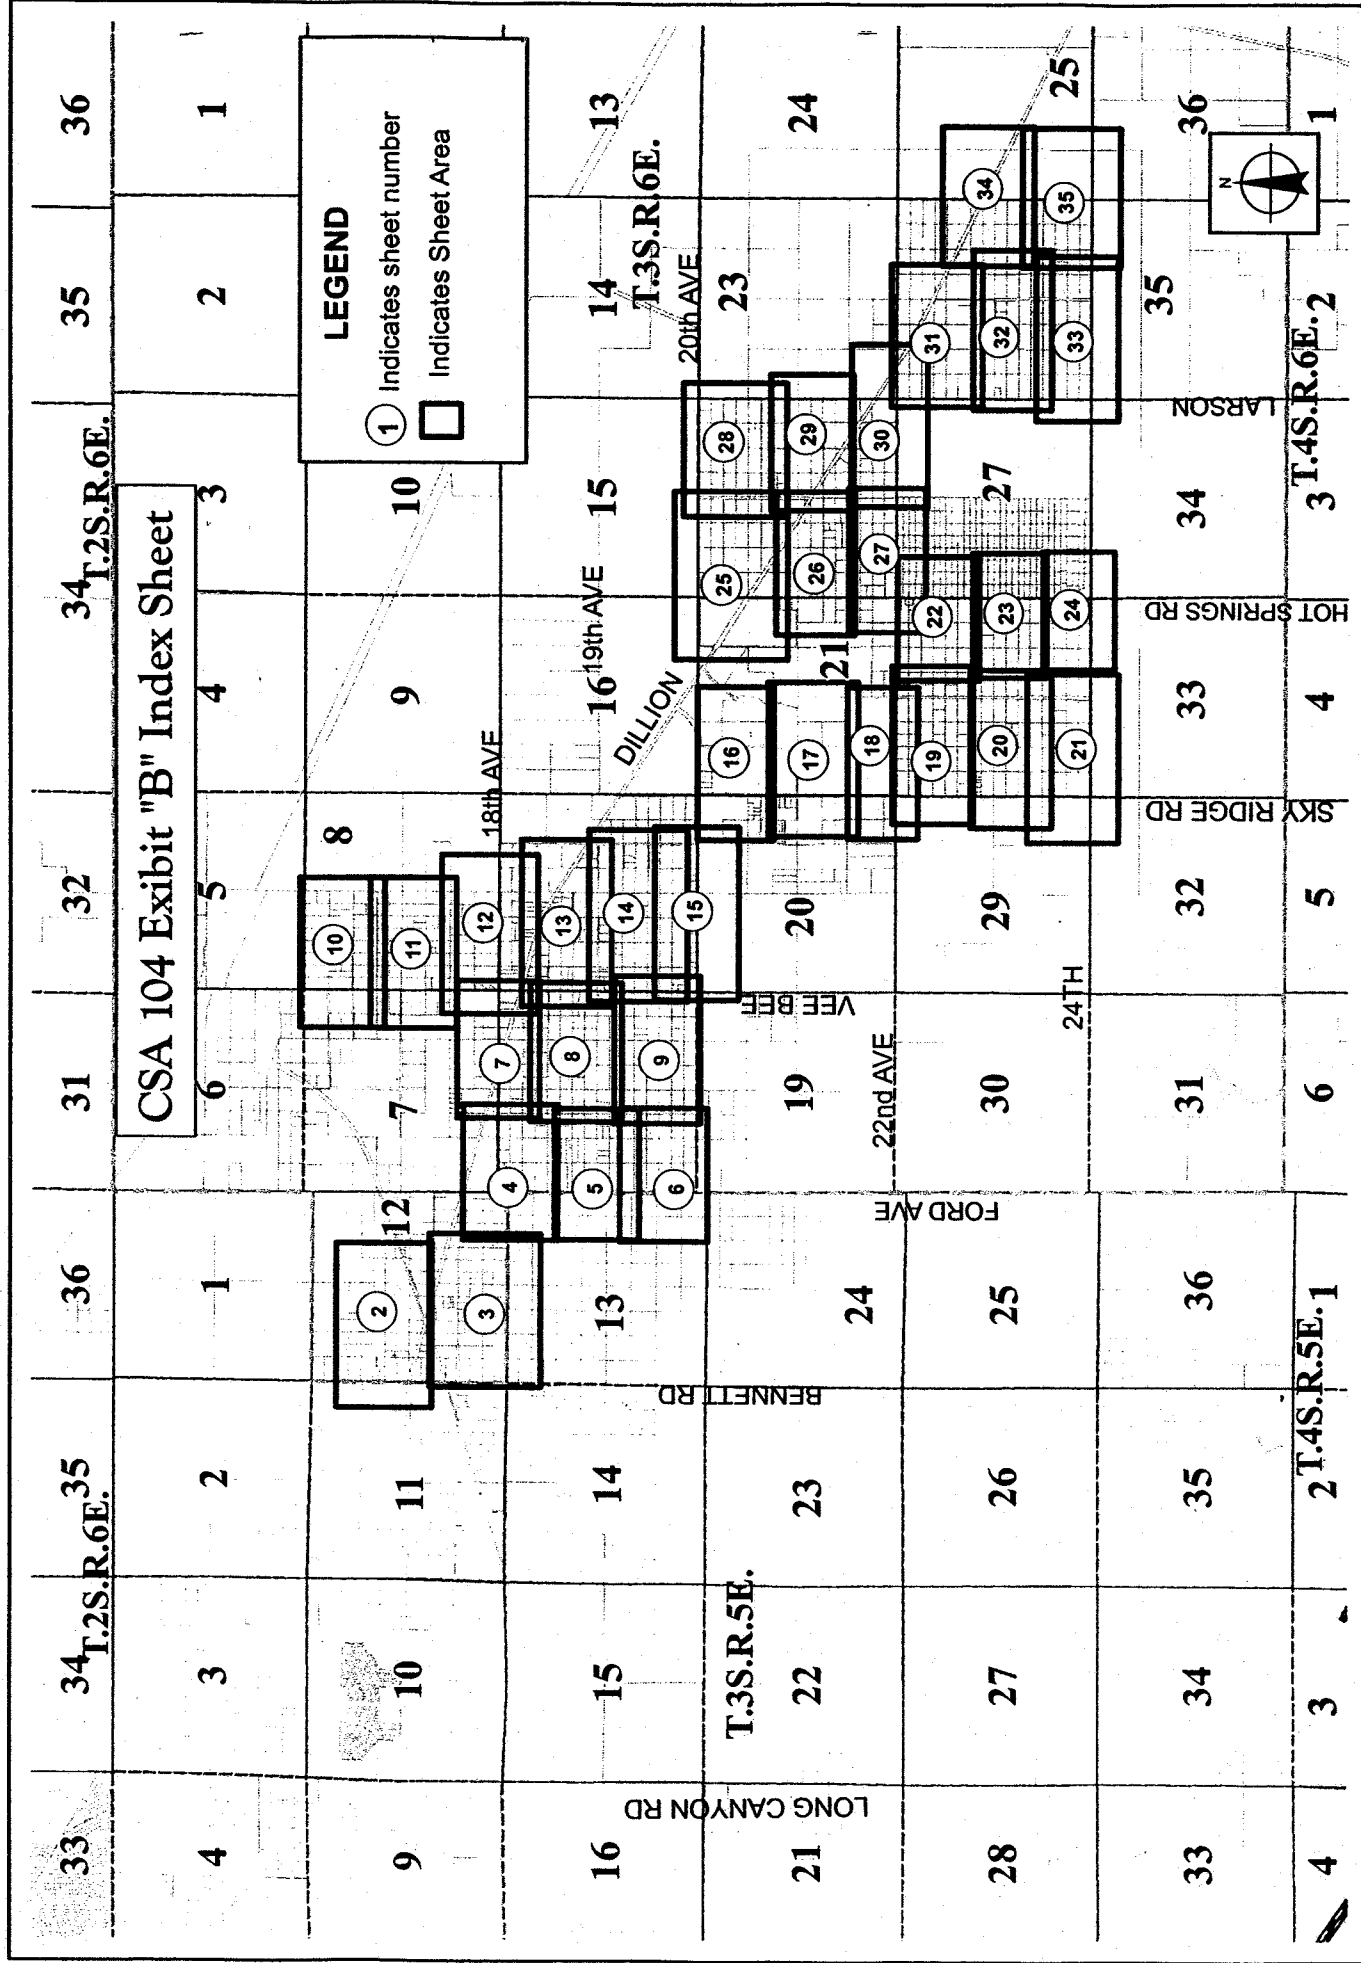 33 34 35 36 31 32 34 35 36
T.2S.R.6E. T.2S.R.6E.
CSA 104 Exhibit "B" Index Sheet
4 3 2 1 6 5 4 3 2 1
LEGEND
1 Indicates sheet number
Indicates Sheet Area
9 10 11 12 7 8 9 10
2 10
11
3 12
18th AVE
4 7 13
5 8 14
6 9 15
16 15 14 13 16 15 14 13
19th AVE
DILLION
T.3S.R.6E.
20th AVE
LONG CANYON RD
BENNETT RD
VEE BEE
T.3S.R.5E.
16 25 28
17 26 29
18 27 30
21 22 23 24 19 20 21 23 24
22nd AVE
FORD AVE
19 22 31
20 23 32 34
21 24 33 35
28 27 26 25 30 29 27 25
24TH
SKY RIDGE RD
HOT SPRINGS RD
LARSON
33 34 35 36 31 32 33 34 35 36
N
T.4S.R.5E. T.4S.R.6E.
4 3 2 1 6 5 4 3 2 1